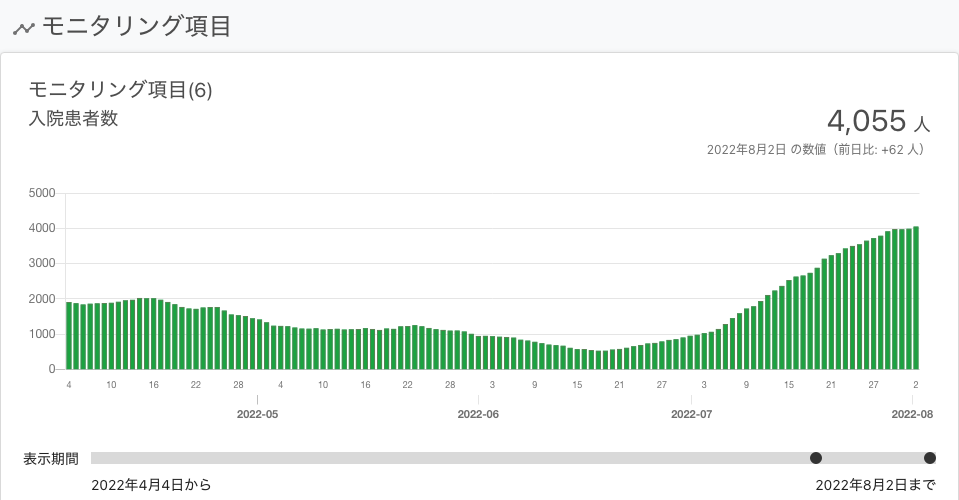 モニタリング項目
モニタリング項目(6)
入院患者数
4,055 人
2022年8月2日 の数値（前日比: +62 人）
5000
4000
3000
2000
1000
0
4 10 16 22 28 4 10 16 22 28 3 9 15 21 27 3 9 15 21 27 2
2022-05 2022-06 2022-07 2022-08
表示期間
2022年4月4日から 2022年8月2日まで